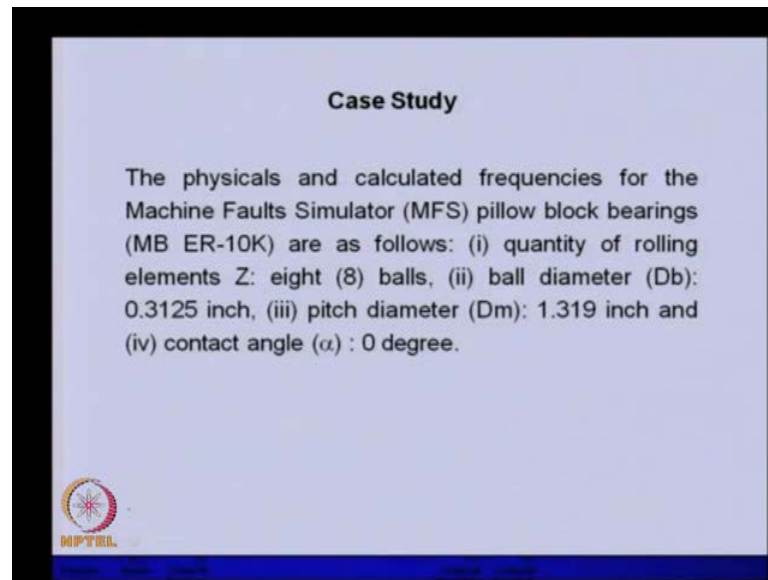 Case Study
The physicals and calculated frequencies for the
Machine Faults Simulator (MFS) pillow block bearings
(MB ER-10K) are as follows: (i) quantity of rolling
elements Z: eight (8) balls, (ii) ball diameter (Db):
0.3125 inch, (iii) pitch diameter (Dm): 1.319 inch and
(iv) contact angle (α) : 0 degree.
NPTEL